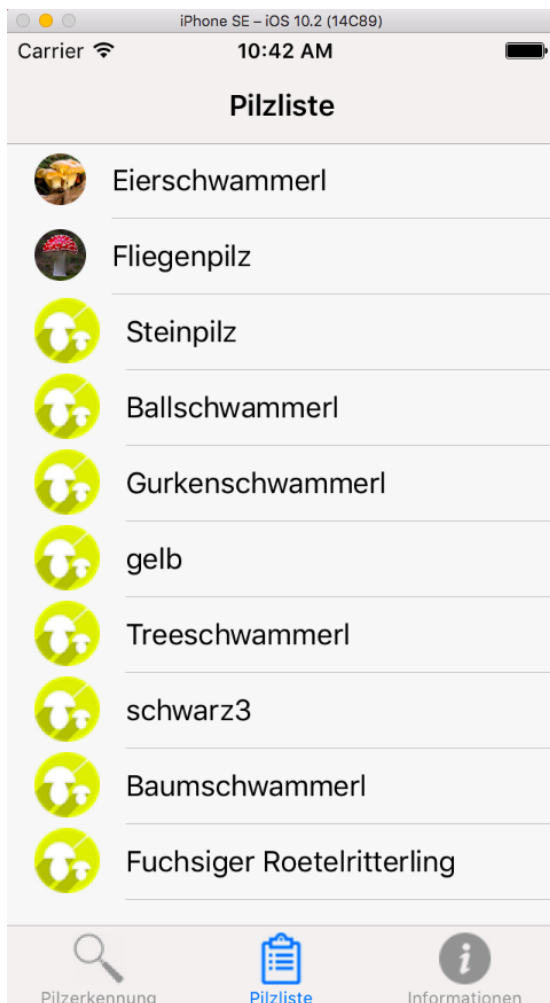 iPhone SE – iOS 10.2 (14C89)
Carrier 10:42 AM
Pilzliste
Eierschwammerl
Fliegenpilz
Steinpilz
Ballschwammerl
Gurkenschwammerl
gelb
Treeschwammerl
schwarz3
Baumschwammerl
Fuchsiger Roetelritterling
Pilzerkennung Pilzliste Informationen